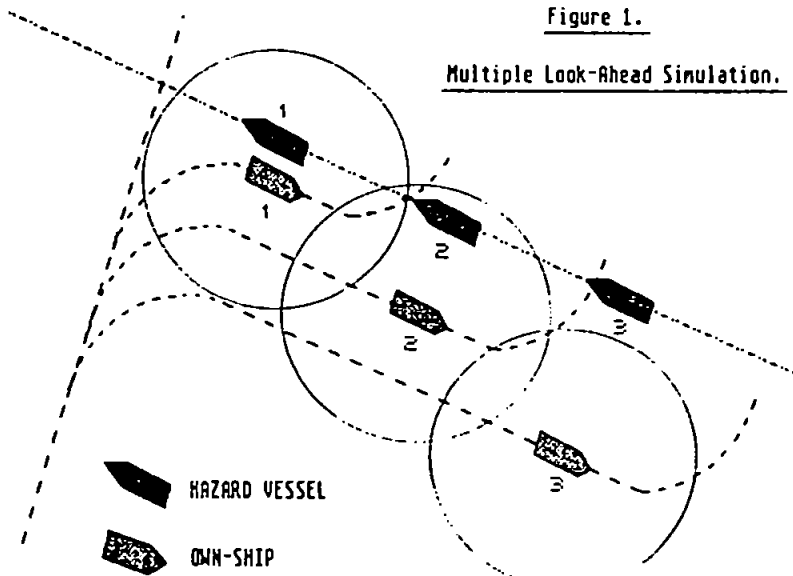 Figure 1.
Multiple Look-Ahead Simulation.
1
1
2
2
3
3
HAZARD VESSEL
OWN-SHIP